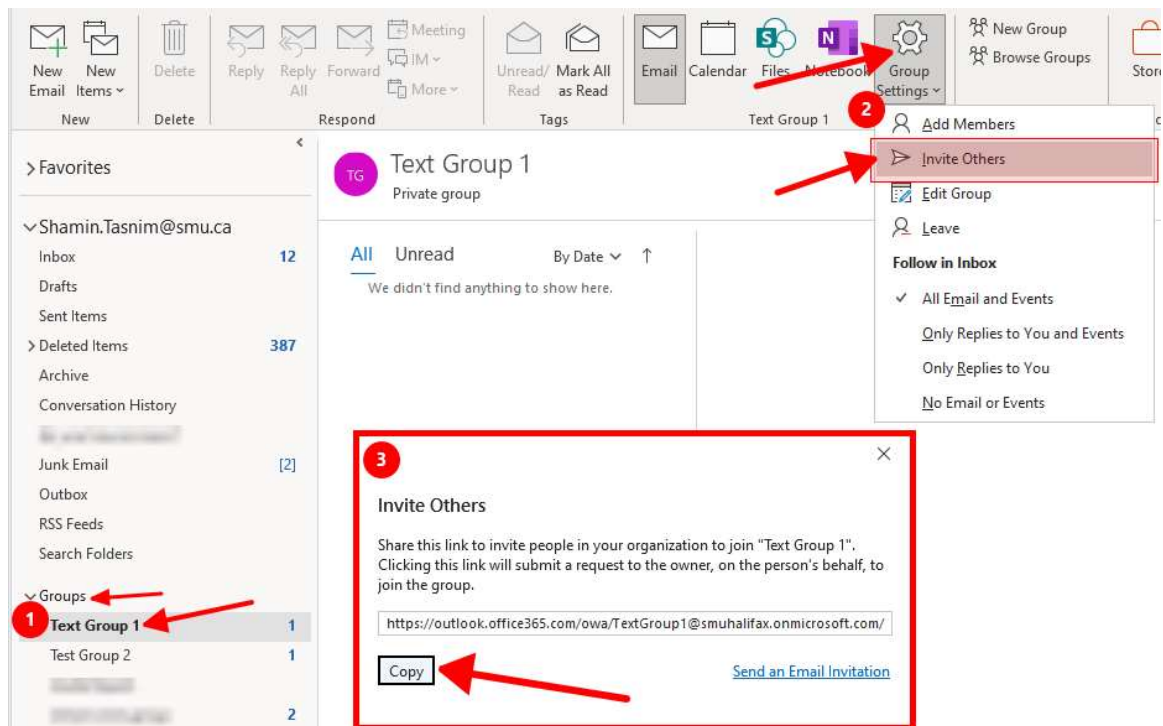 New Email
New Items
Delete
Reply
Reply All
Forward
Meeting
IM
More
Unread/ Read
Mark All as Read
Email
Calendar
Files
Notebook
Group Settings
New Group
Browse Groups
Store
New
Delete
Respond
Tags
Text Group 1
2
Add Members
Invite Others
Edit Group
Leave
Follow in Inbox
All Email and Events
Only Replies to You and Events
Only Replies to You
No Email or Events
Favorites
Shamin.Tasnim@smu.ca
Inbox 12
Drafts
Sent Items
Deleted Items 387
Archive
Conversation History
Junk Email [2]
Outbox
RSS Feeds
Search Folders
Groups
1
Text Group 1 1
Test Group 2 1
2
TG
Text Group 1
Private group
All Unread By Date
We didn't find anything to show here.
3
Invite Others
Share this link to invite people in your organization to join "Text Group 1".
Clicking this link will submit a request to the owner, on the person's behalf, to
join the group.
https://outlook.office365.com/owa/TextGroup1@smuhalifax.onmicrosoft.com/
Copy
Send an Email Invitation